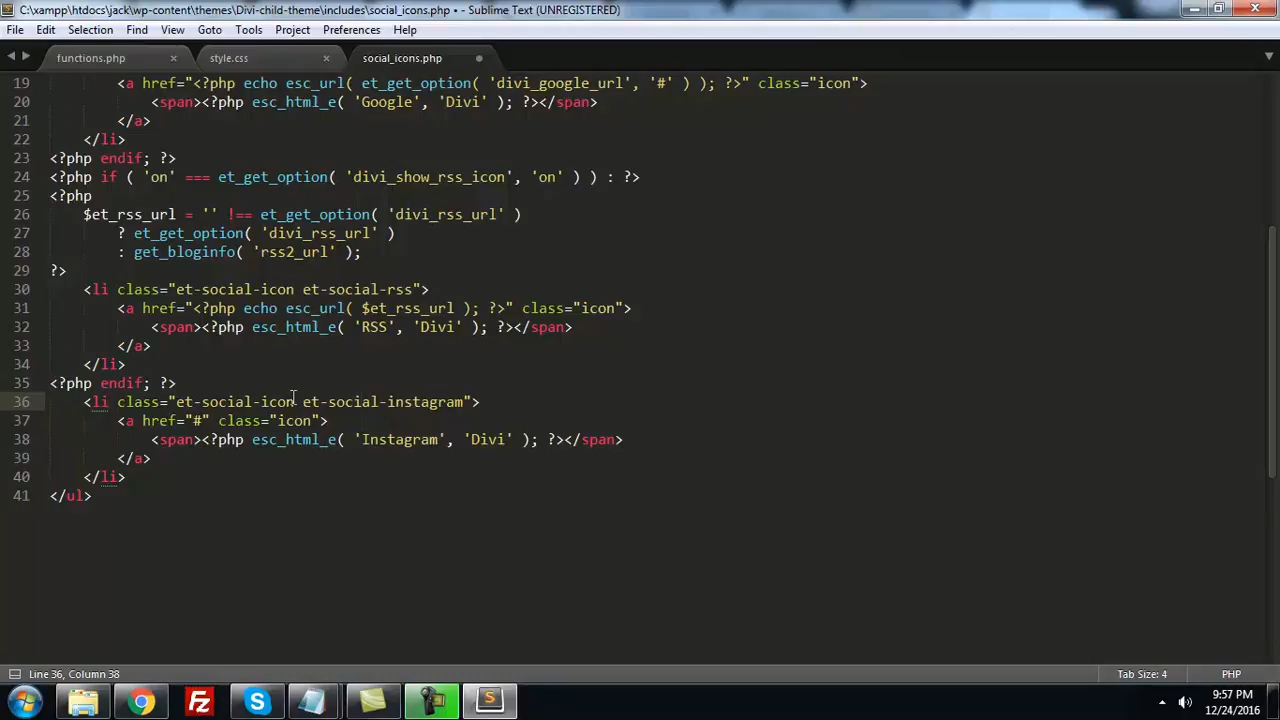 C:\xampp\htdocs\jack\wp-content\themes\Divi-child-theme\includes\social_icons.php • - Sublime Text (UNREGISTERED)
File Edit Selection Find View Goto Tools Project Preferences Help
functions.php style.css social_icons.php
19 <a href="<?php echo esc_url( et_get_option( 'divi_google_url', '#' ) ); ?>" class="icon">
20 <span><?php esc_html_e( 'Google', 'Divi' ); ?></span>
21 </a>
22 </li>
23 <?php endif; ?>
24 <?php if ( 'on' === et_get_option( 'divi_show_rss_icon', 'on' ) ) : ?>
25 <?php
26 $et_rss_url = '' !== et_get_option( 'divi_rss_url' )
27 ? et_get_option( 'divi_rss_url' )
28 : get_bloginfo( 'rss2_url' );
29 ?>
30 <li class="et-social-icon et-social-rss">
31 <a href="<?php echo esc_url( $et_rss_url ); ?>" class="icon">
32 <span><?php esc_html_e( 'RSS', 'Divi' ); ?></span>
33 </a>
34 </li>
35 <?php endif; ?>
36 <li class="et-social-icon et-social-instagram">
37 <a href="#" class="icon">
38 <span><?php esc_html_e( 'Instagram', 'Divi' ); ?></span>
39 </a>
40 </li>
41 </ul>
Line 36, Column 38 Tab Size: 4 PHP
9:57 PM
12/24/2016